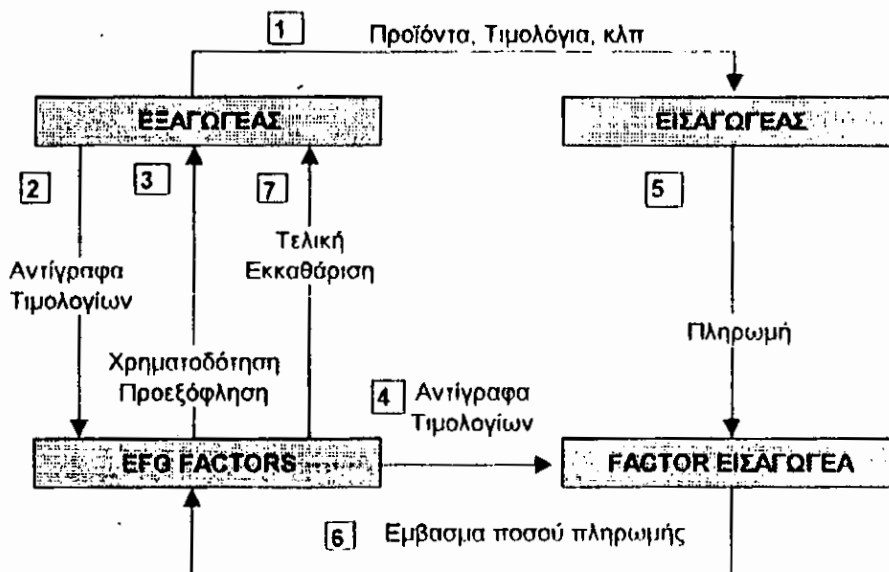 1
Προϊόντα, Τιμολόγια, κλπ
ΕΞΑΓΩΓΕΑΣ
ΕΙΣΑΓΩΓΕΑΣ
2
3
7
5
Αντίγραφα
Τιμολογίων
Τελική
Εκκαθάριση
Πληρωμή
Χρηματοδότηση
Προεξόφληση
4
Αντίγραφα
Τιμολογίων
EFG FACTORS
FACTOR ΕΙΣΑΓΩΓΕΑ
6
Εμβασμα ποσού πληρωμής